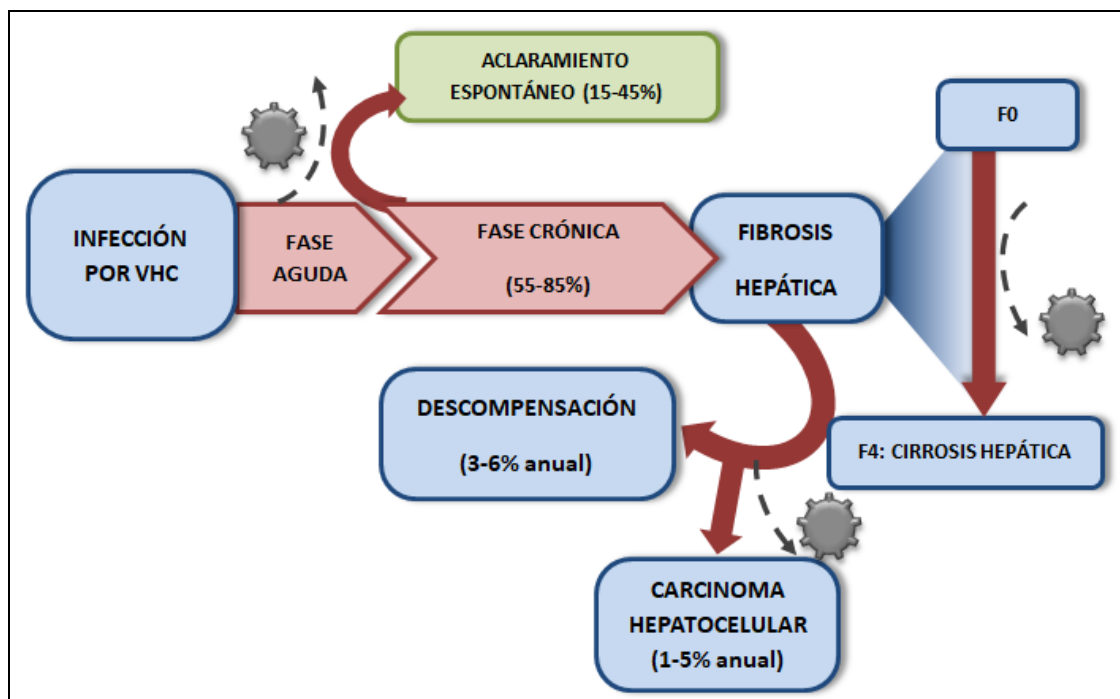 ACLARAMIENTO
ESPONTÁNEO (15-45%)
F0
INFECCIÓN
POR VHC
FASE
AGUDA
FASE CRÓNICA
(55-85%)
FIBROSIS
HEPÁTICA
DESCOMPENSACIÓN
(3-6% anual)
F4: CIRROSIS HEPÁTICA
CARCINOMA
HEPATOCELULAR
(1-5% anual)